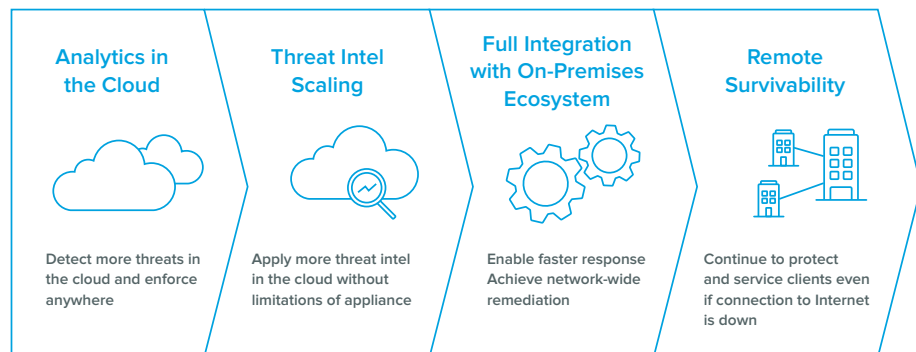 Analytics in
the Cloud
Detect more threats in
the cloud and enforce
anywhere
Threat Intel
Scaling
Apply more threat intel
in the cloud without
limitations of appliance
Full Integration
with On-Premises
Ecosystem
Enable faster response
Achieve network-wide
remediation
Remote
Survivability
Continue to protect
and service clients even
if connection to Internet
is down